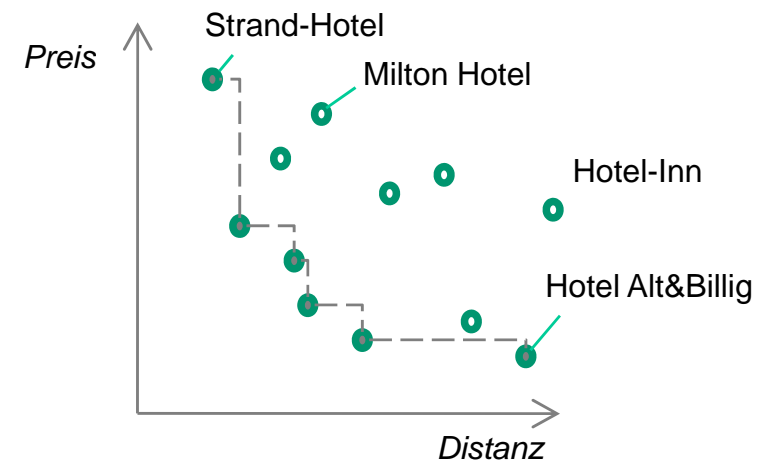 Strand-Hotel
Preis
Milton Hotel
Hotel-Inn
Hotel Alt&Billig
Distanz